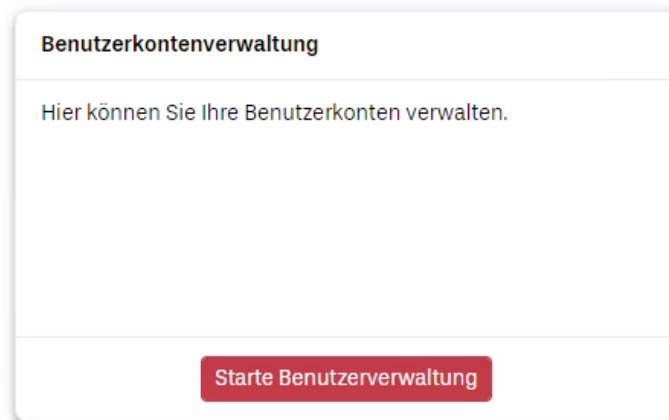 Benutzerkontenverwaltung
Hier können Sie Ihre Benutzerkonten verwalten.
Starte Benutzerverwaltung